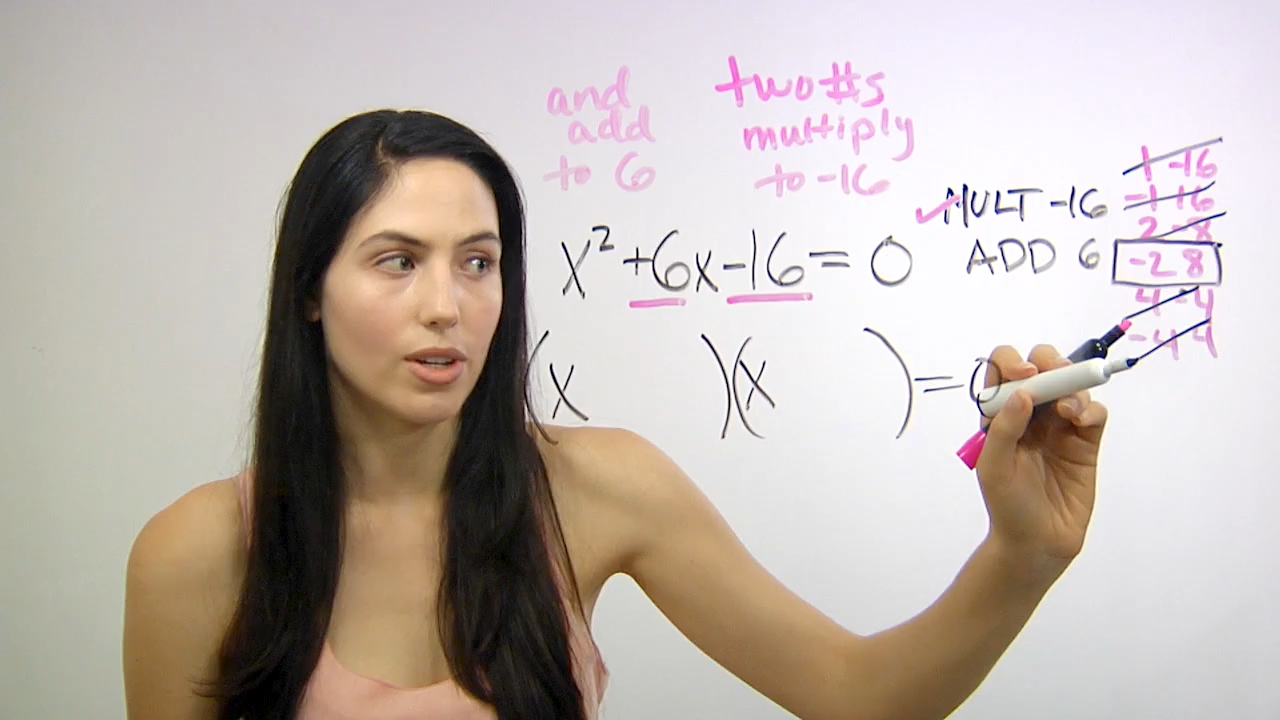 and
add
to 6
two #s
multiply
to -16
x² +6x-16=0
(x )(x )=0
MULT -16
ADD 6
1 -16
-1 16
2 -8
-2 8
4 -4
-4 4